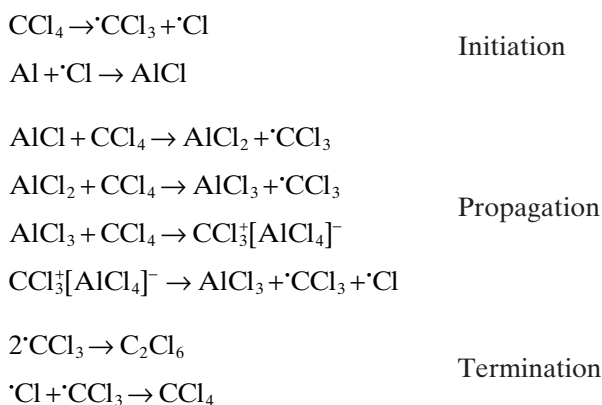 CCl₄ → ˙CCl₃ + ˙Cl
Initiation
Al + ˙Cl → AlCl
AlCl + CCl₄ → AlCl₂ + ˙CCl₃
AlCl₂ + CCl₄ → AlCl₃ + ˙CCl₃
Propagation
AlCl₃ + CCl₄ → CCl₃⁺[AlCl₄]⁻
CCl₃⁺[AlCl₄]⁻ → AlCl₃ + ˙CCl₃ + ˙Cl
2˙CCl₃ → C₂Cl₆
Termination
˙Cl + ˙CCl₃ → CCl₄